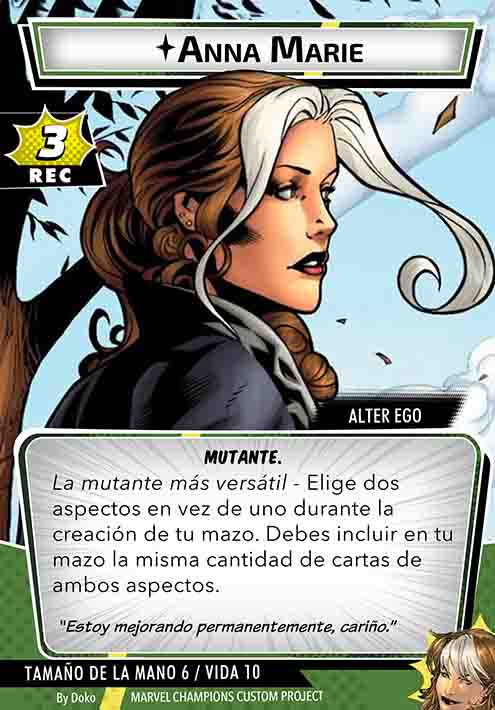 ANNA MARIE
3
REC
ALTER EGO
MUTANTE.
La mutante más versátil - Elige dos
aspectos en vez de uno durante la
creación de tu mazo. Debes incluir en tu
mazo la misma cantidad de cartas de
ambos aspectos.
"Estoy mejorando permanentemente, cariño."
TAMAÑO DE LA MANO 6 / VIDA 10
By Doko MARVEL CHAMPIONS CUSTOM PROJECT